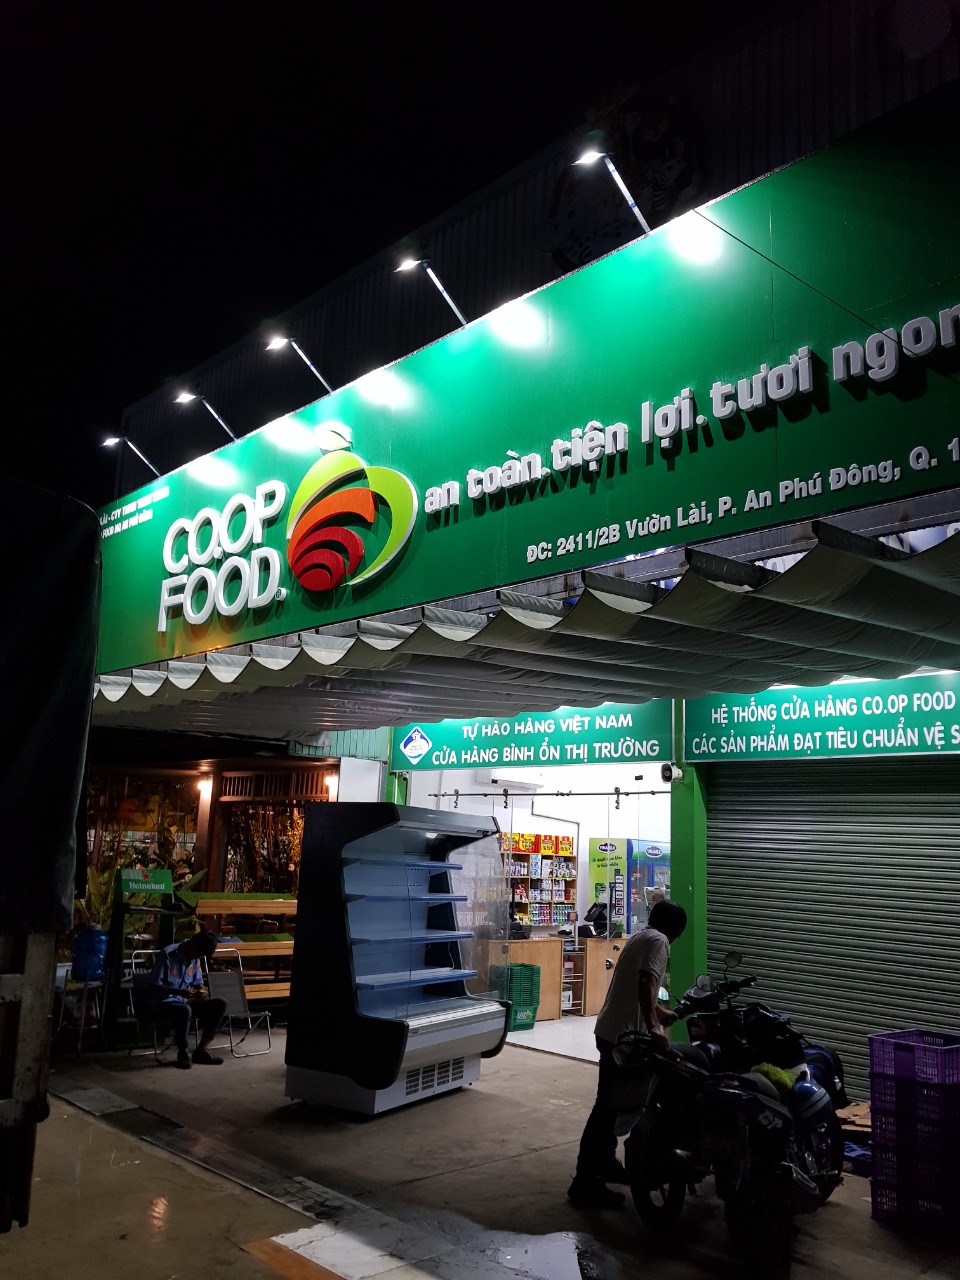 CO.OP
FOOD
an toàn.tiện lợi.tươi ngon
ĐC: 2411/2B Vườn Lài, P. An Phú Đông, Q. 1
TỰ HÀO HÀNG VIỆT NAM
CỬA HÀNG BÌNH ỔN THỊ TRƯỜNG
HỆ THỐNG CỬA HÀNG CO.OP FOOD
CÁC SẢN PHẨM ĐẠT TIÊU CHUẨN VỆ S
Heineken